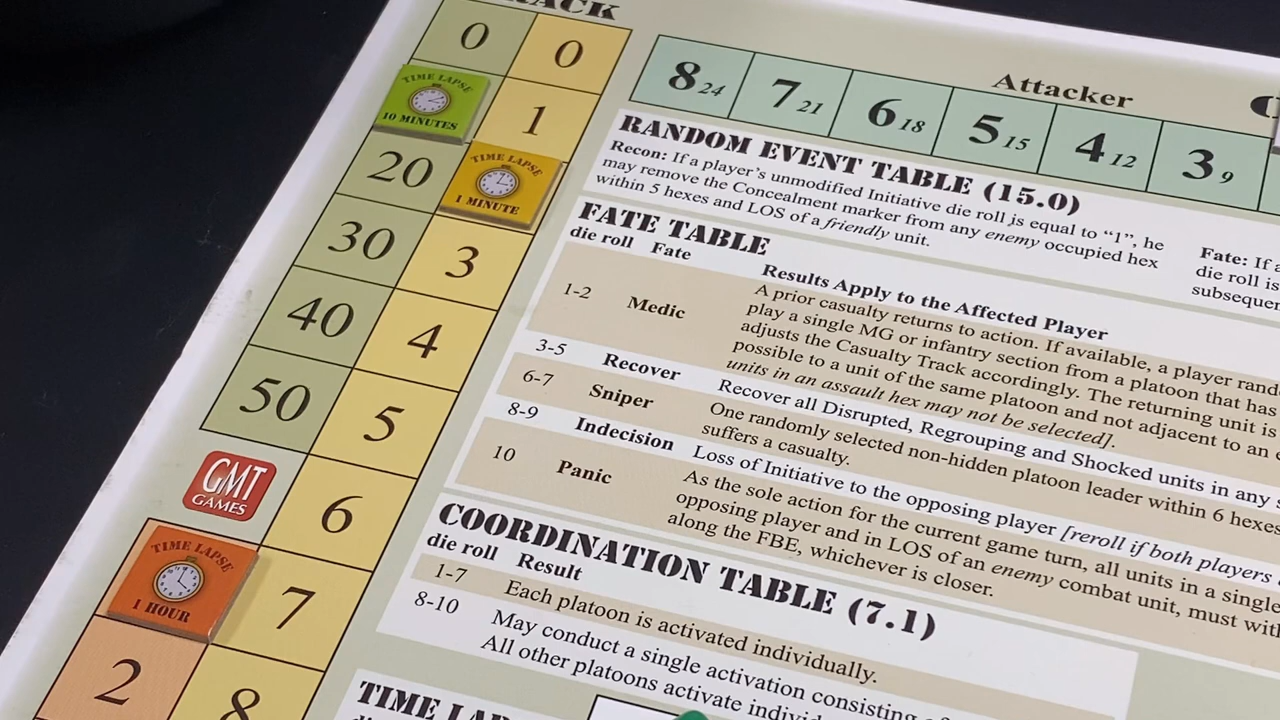 0 0
8 24 7 21 6 18 5 15 4 12 3 9
Attacker
TIME LAPSE
10 MINUTES
1
RANDOM EVENT TABLE (15.0)
Recon: If a player's unmodified Initiative die roll is equal to “1”, he
may remove the Concealment marker from any enemy occupied hex
within 5 hexes and LOS of a friendly unit.
Fate: If a
die roll is
20
TIME LAPSE
1 MINUTE
30
3
40
4
50
5
GMT
GAMES
6
TIME LAPSE
1 HOUR
7
2
8
FATE TABLE
die roll Fate Results Apply to the Affected Player
1-2 Medic A prior casualty returns to action. If available, a player
play a single MG or infantry section from a platoon that has
adjusts the Casualty Track accordingly. The returning unit is
possible to a unit of the same platoon and not adjacent to an
units in an assault hex may not be selected].
3-5 Recover Recover all Disrupted, Regrouping and Shocked units in any
6-7 Sniper One randomly selected non-hidden platoon leader within 6 hexes
suffers a casualty.
8-9 Indecision Loss of Initiative to the opposing player [reroll if both players
10 Panic As the sole action for the current game turn, all units in a single
opposing player and in LOS of an enemy combat unit, must
along the FBE, whichever is closer.
COORDINATION TABLE (7.1)
die roll Result
1-7 Each platoon is activated individually.
8-10 May conduct a single activation consisting
All other platoons activate
TIME